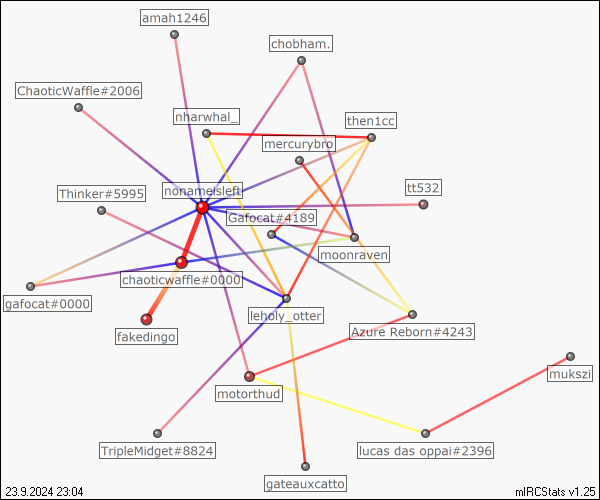 amah1246
chobham.
ChaoticWaffle#2006
nharwhal_
then1cc
mercurybro
Thinker#5995
nonameisleft
tt532
Gafocat#4189
moonraven
chaoticwaffle#0000
gafocat#0000
leholy_otter
fakedingo
Azure Reborn#4243
mukszi
motorthud
TripleMidget#8824
lucas das oppai#2396
gateauxcatto
23.9.2024 23:04
mIRCStats v1.25